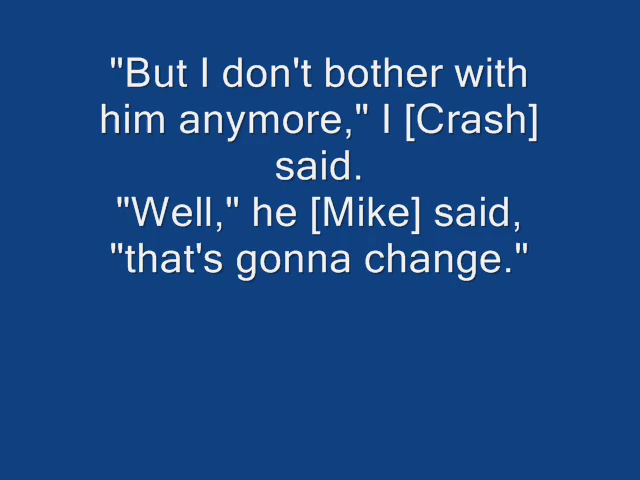 "But I don't bother with
him anymore," I [Crash]
said.
"Well," he [Mike] said,
"that's gonna change."